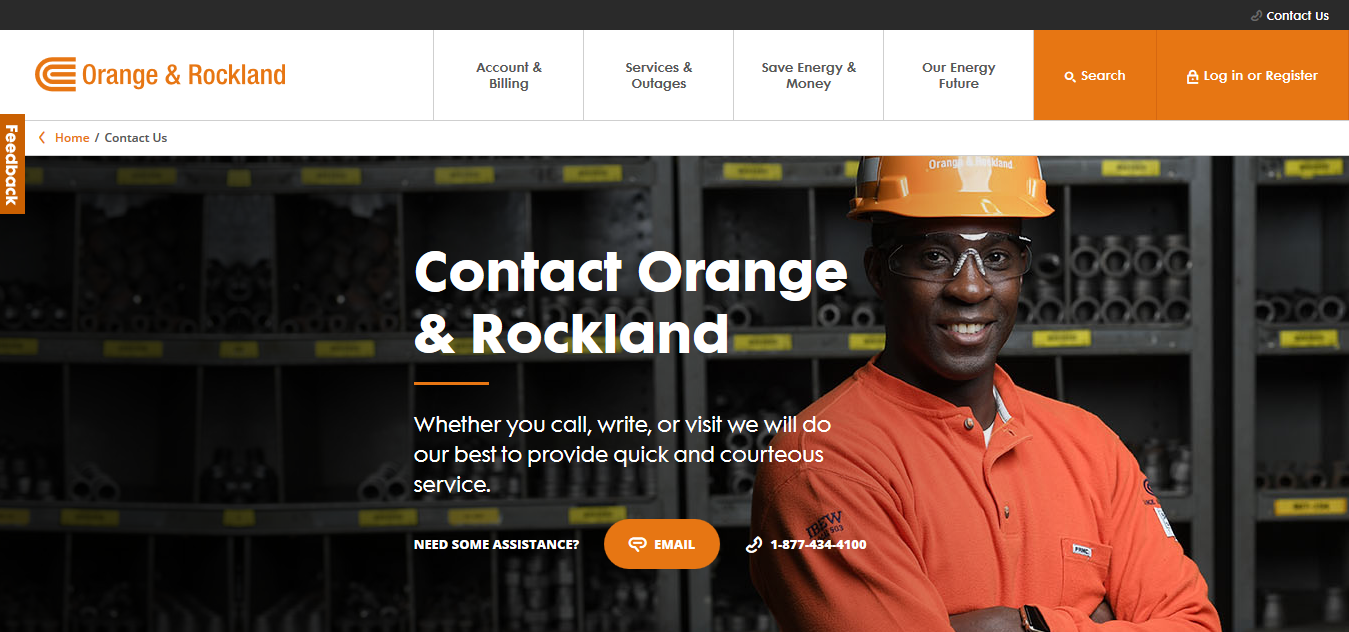 Contact Us
Orange & Rockland
Account &
Billing
Services &
Outages
Save Energy &
Money
Our Energy
Future
Search
Log in or Register
Feedback
Home / Contact Us
Orange & Rockland
Contact Orange
& Rockland
Whether you call, write, or visit we will do
our best to provide quick and courteous
service.
NEED SOME ASSISTANCE?
EMAIL
1-877-434-4100
IBEW
503